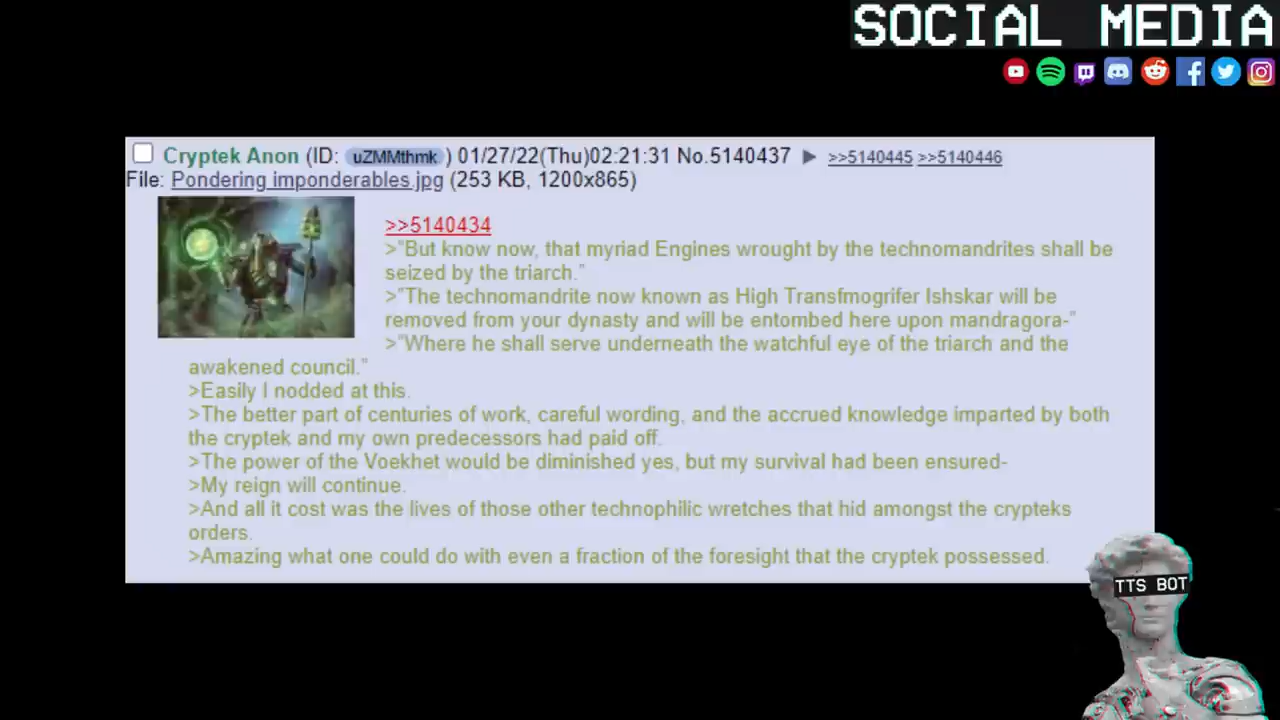 SOCIAL MEDIA
Cryptek Anon (ID: uZMMthmk ) 01/27/22(Thu)02:21:31 No.5140437 ▶ >>5140445 >>5140446
File: Pondering imponderables.jpg (253 KB, 1200x865)
>>5140434
>"But know now, that myriad Engines wrought by the technomandrites shall be
seized by the triarch."
>"The technomandrite now known as High Transfmogrifer Ishskar will be
removed from your dynasty and will be entombed here upon mandragora-"
>"Where he shall serve underneath the watchful eye of the triarch and the
awakened council."
>Easily I nodded at this.
>The better part of centuries of work, careful wording, and the accrued knowledge imparted by both
the cryptek and my own predecessors had paid off.
>The power of the Voekhet would be diminished yes, but my survival had been ensured-
>My reign will continue.
>And all it cost was the lives of those other technophilic wretches that hid amongst the crypteks
orders.
>Amazing what one could do with even a fraction of the foresight that the cryptek possessed.
TTS BOT